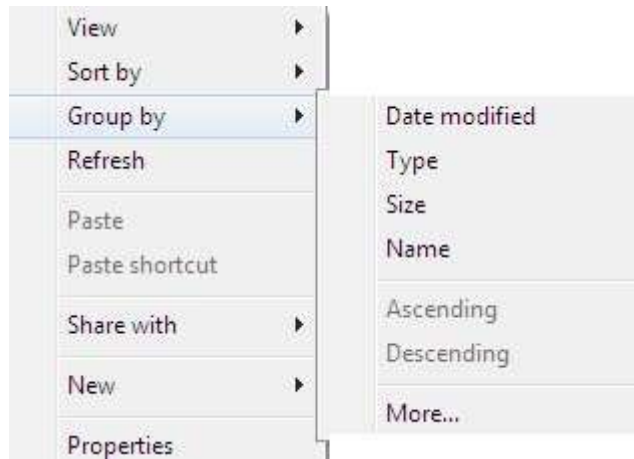 View
Sort by
Group by
Refresh
Paste
Paste shortcut
Share with
New
Properties
Date modified
Type
Size
Name
Ascending
Descending
More...